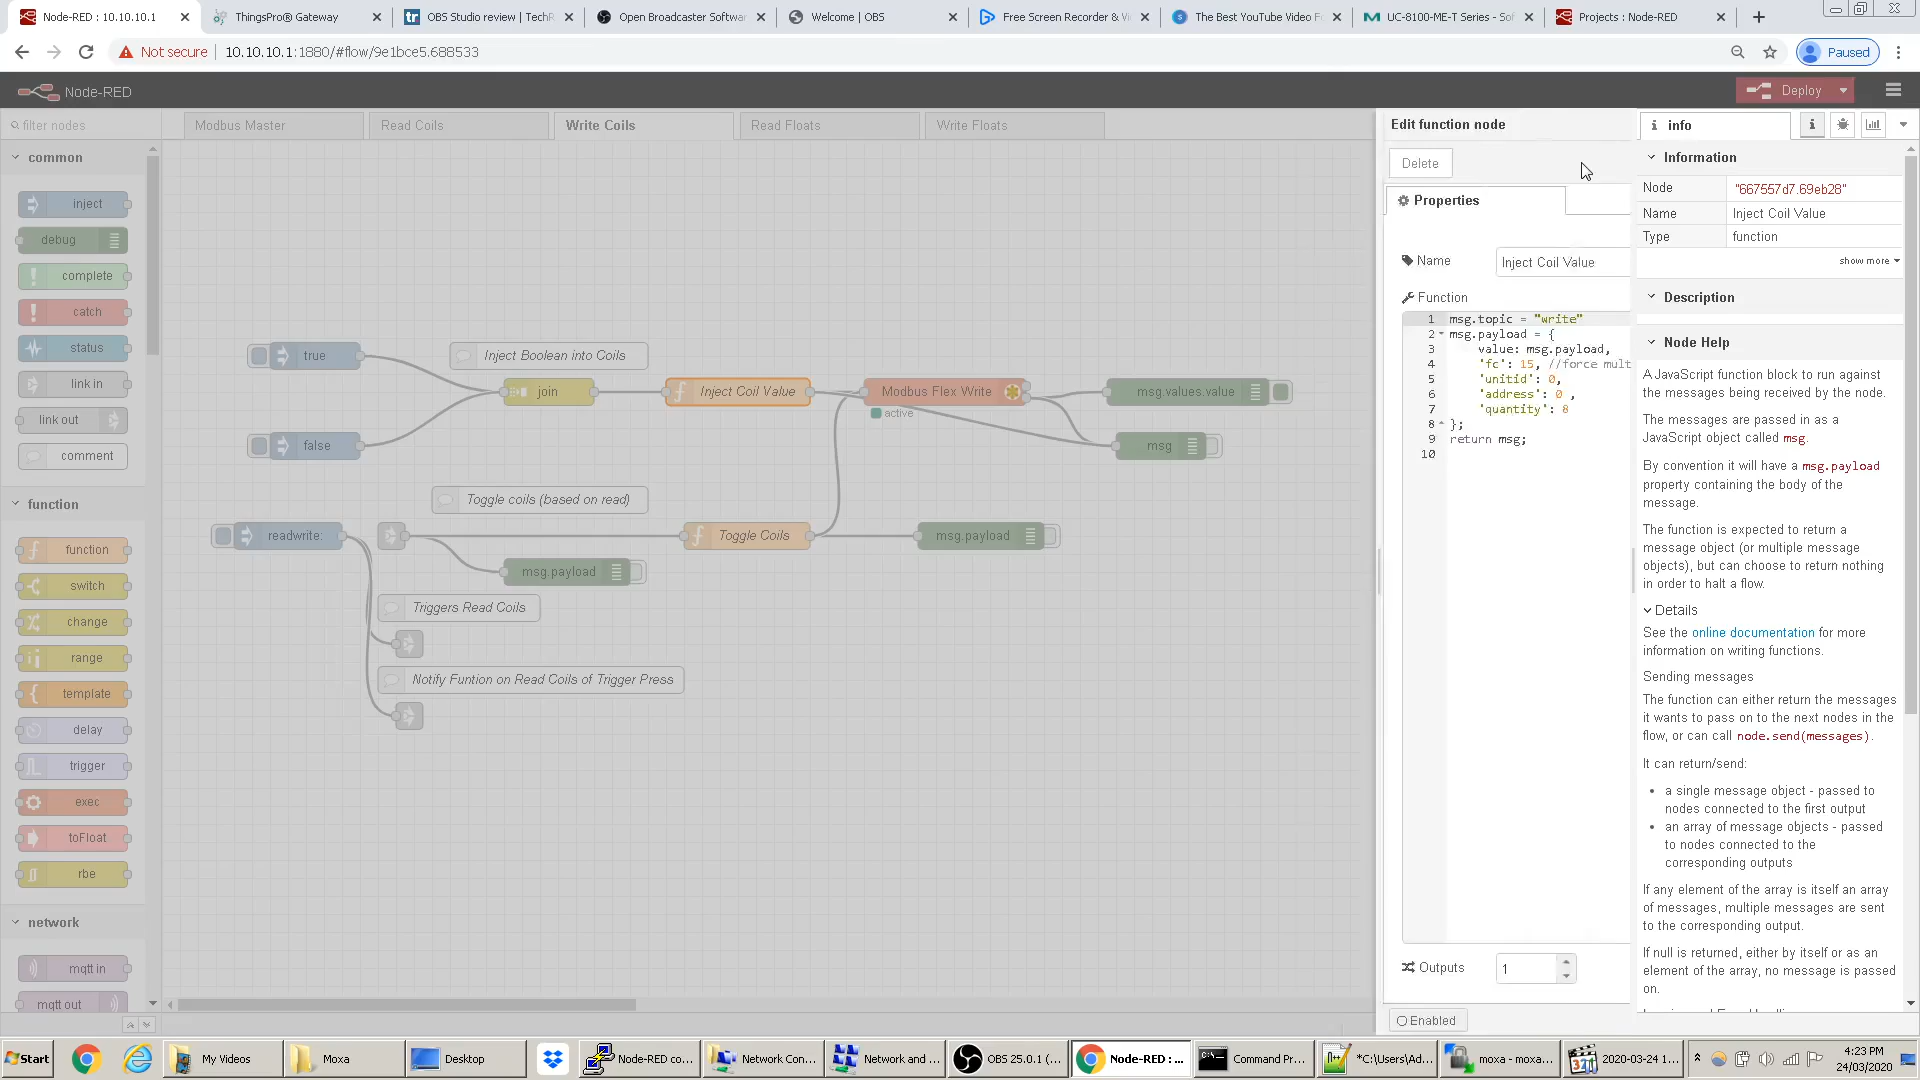 Node-RED : 10.10.10.1
ThingsPro® Gateway
OBS Studio review | TechR
Open Broadcaster Softwa
Welcome | OBS
Free Screen Recorder & Vi
The Best YouTube Video F
UC-8100-ME-T Series - Sof
Projects : Node-RED
Not secure
10.10.10.1:1880/#flow/9e1bce5.688533
Paused
Node-RED
Deploy
filter nodes
Modbus Master
Read Coils
Write Coils
Read Floats
Write Floats
common
inject
debug
complete
catch
status
link in
link out
comment
function
function
switch
change
range
template
delay
trigger
exec
toFloat
rbe
network
mqtt in
mqtt out
true
Inject Boolean into Coils
join
Inject Coil Value
Modbus Flex Write
active
msg.values.value
false
msg
Toggle coils (based on read)
readwrite:
Toggle Coils
msg.payload
msg.payload
Triggers Read Coils
Notify Funtion on Read Coils of Trigger Press
Edit function node
Delete
Properties
Name
Inject Coil Value
Function
1 msg.topic = "write"
2 msg.payload = {
3 value: msg.payload,
4 'fc': 15, //force mult
5 'unitid': 0,
6 'address': 0 ,
7 'quantity': 8
8 };
9 return msg;
10
Outputs
1
Enabled
info
Information
Node "667557d7.69eb28"
Name Inject Coil Value
Type function
show more
Description
Node Help
A JavaScript function block to run against
the messages being received by the node.
The messages are passed in as a
JavaScript object called msg.
By convention it will have a msg.payload
property containing the body of the
message.
The function is expected to return a
message object (or multiple message
objects), but can choose to return nothing
in order to halt a flow.
Details
See the online documentation for more
information on writing functions.
Sending messages
The function can either return the messages
it wants to pass on to the next nodes in the
flow, or can call node.send(messages).
It can return/send:
a single message object - passed to
nodes connected to the first output
an array of message objects - passed
to nodes connected to the
corresponding outputs
If any element of the array is itself an array
of messages, multiple messages are sent
to the corresponding output.
If null is returned, either by itself or as an
element of the array, no message is passed
on.
Start
My Videos
Moxa
Desktop
Node-RED co...
Network Con...
Network and ...
OBS 25.0.1 (...
Node-RED : ...
Command Pr...
*C:\Users\Ad...
moxa - moxa...
2020-03-24 1...
4:23 PM
24/03/2020